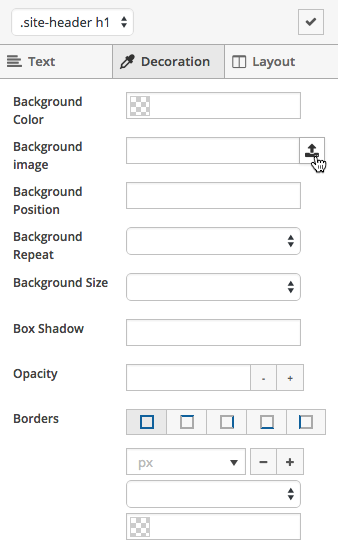 .site-header h1
Text
Decoration
Layout
Background
Color
Background
image
Background
Position
Background
Repeat
Background Size
Box Shadow
Opacity
- +
Borders
px